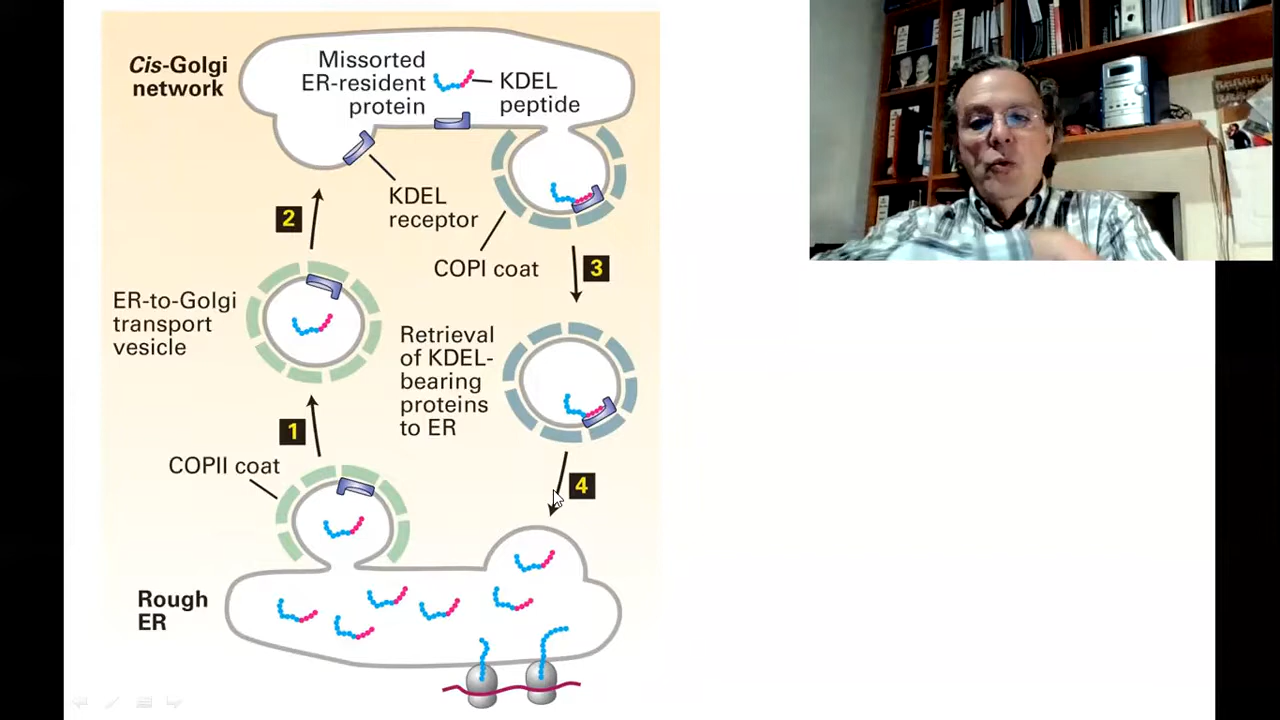 Cis-Golgi
network
Missorted
ER-resident
protein
KDEL
peptide
KDEL
receptor
2
COPI coat
3
ER-to-Golgi
transport
vesicle
Retrieval
of KDEL-
bearing
proteins
to ER
1
COPII coat
4
Rough
ER